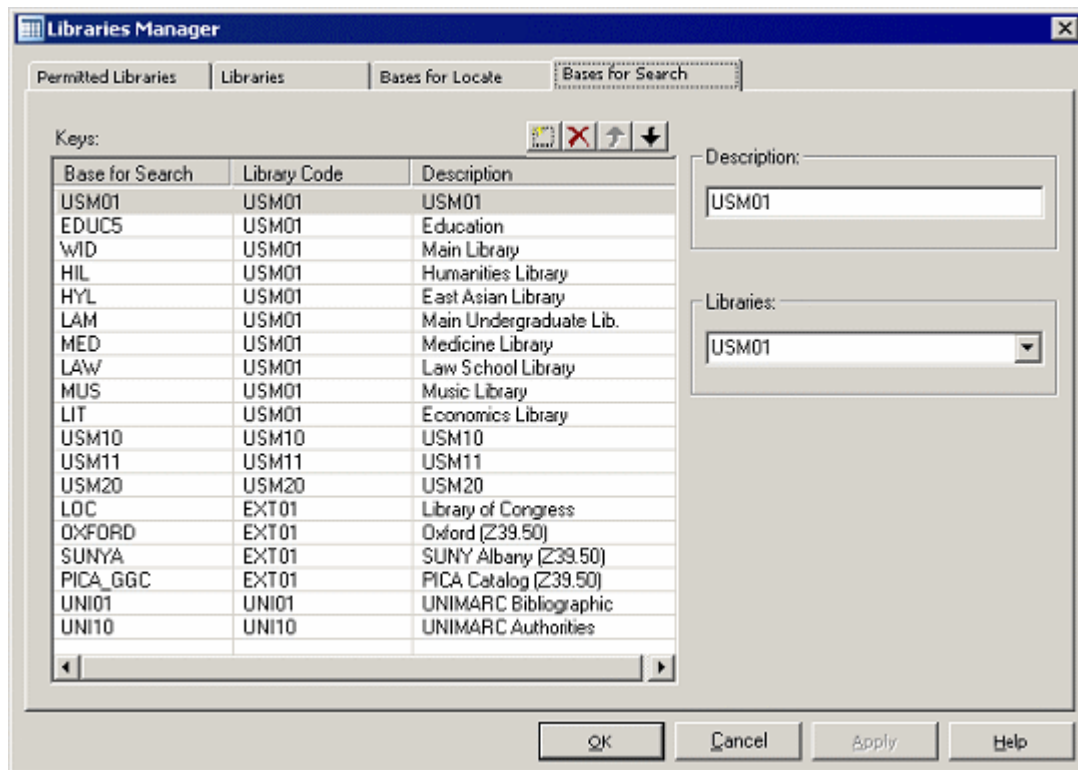 Libraries Manager
Permitted Libraries Libraries Bases for Locate Bases for Search
Keys:
Base for Search Library Code Description
USM01 USM01 USM01
EDUC5 USM01 Education
WID USM01 Main Library
HIL USM01 Humanities Library
HYL USM01 East Asian Library
LAM USM01 Main Undergraduate Lib.
MED USM01 Medicine Library
LAW USM01 Law School Library
MUS USM01 Music Library
LIT USM01 Economics Library
USM10 USM10 USM10
USM11 USM11 USM11
USM20 USM20 USM20
LOC EXT01 Library of Congress
OXFORD EXT01 Oxford (Z39.50)
SUNYA EXT01 SUNY Albany (Z39.50)
PICA_GGC EXT01 PICA Catalog (Z39.50)
UNI01 UNI01 UNIMARC Bibliographic
UNI10 UNI10 UNIMARC Authorities
Description:
USM01
Libraries:
USM01
OK Cancel Apply Help